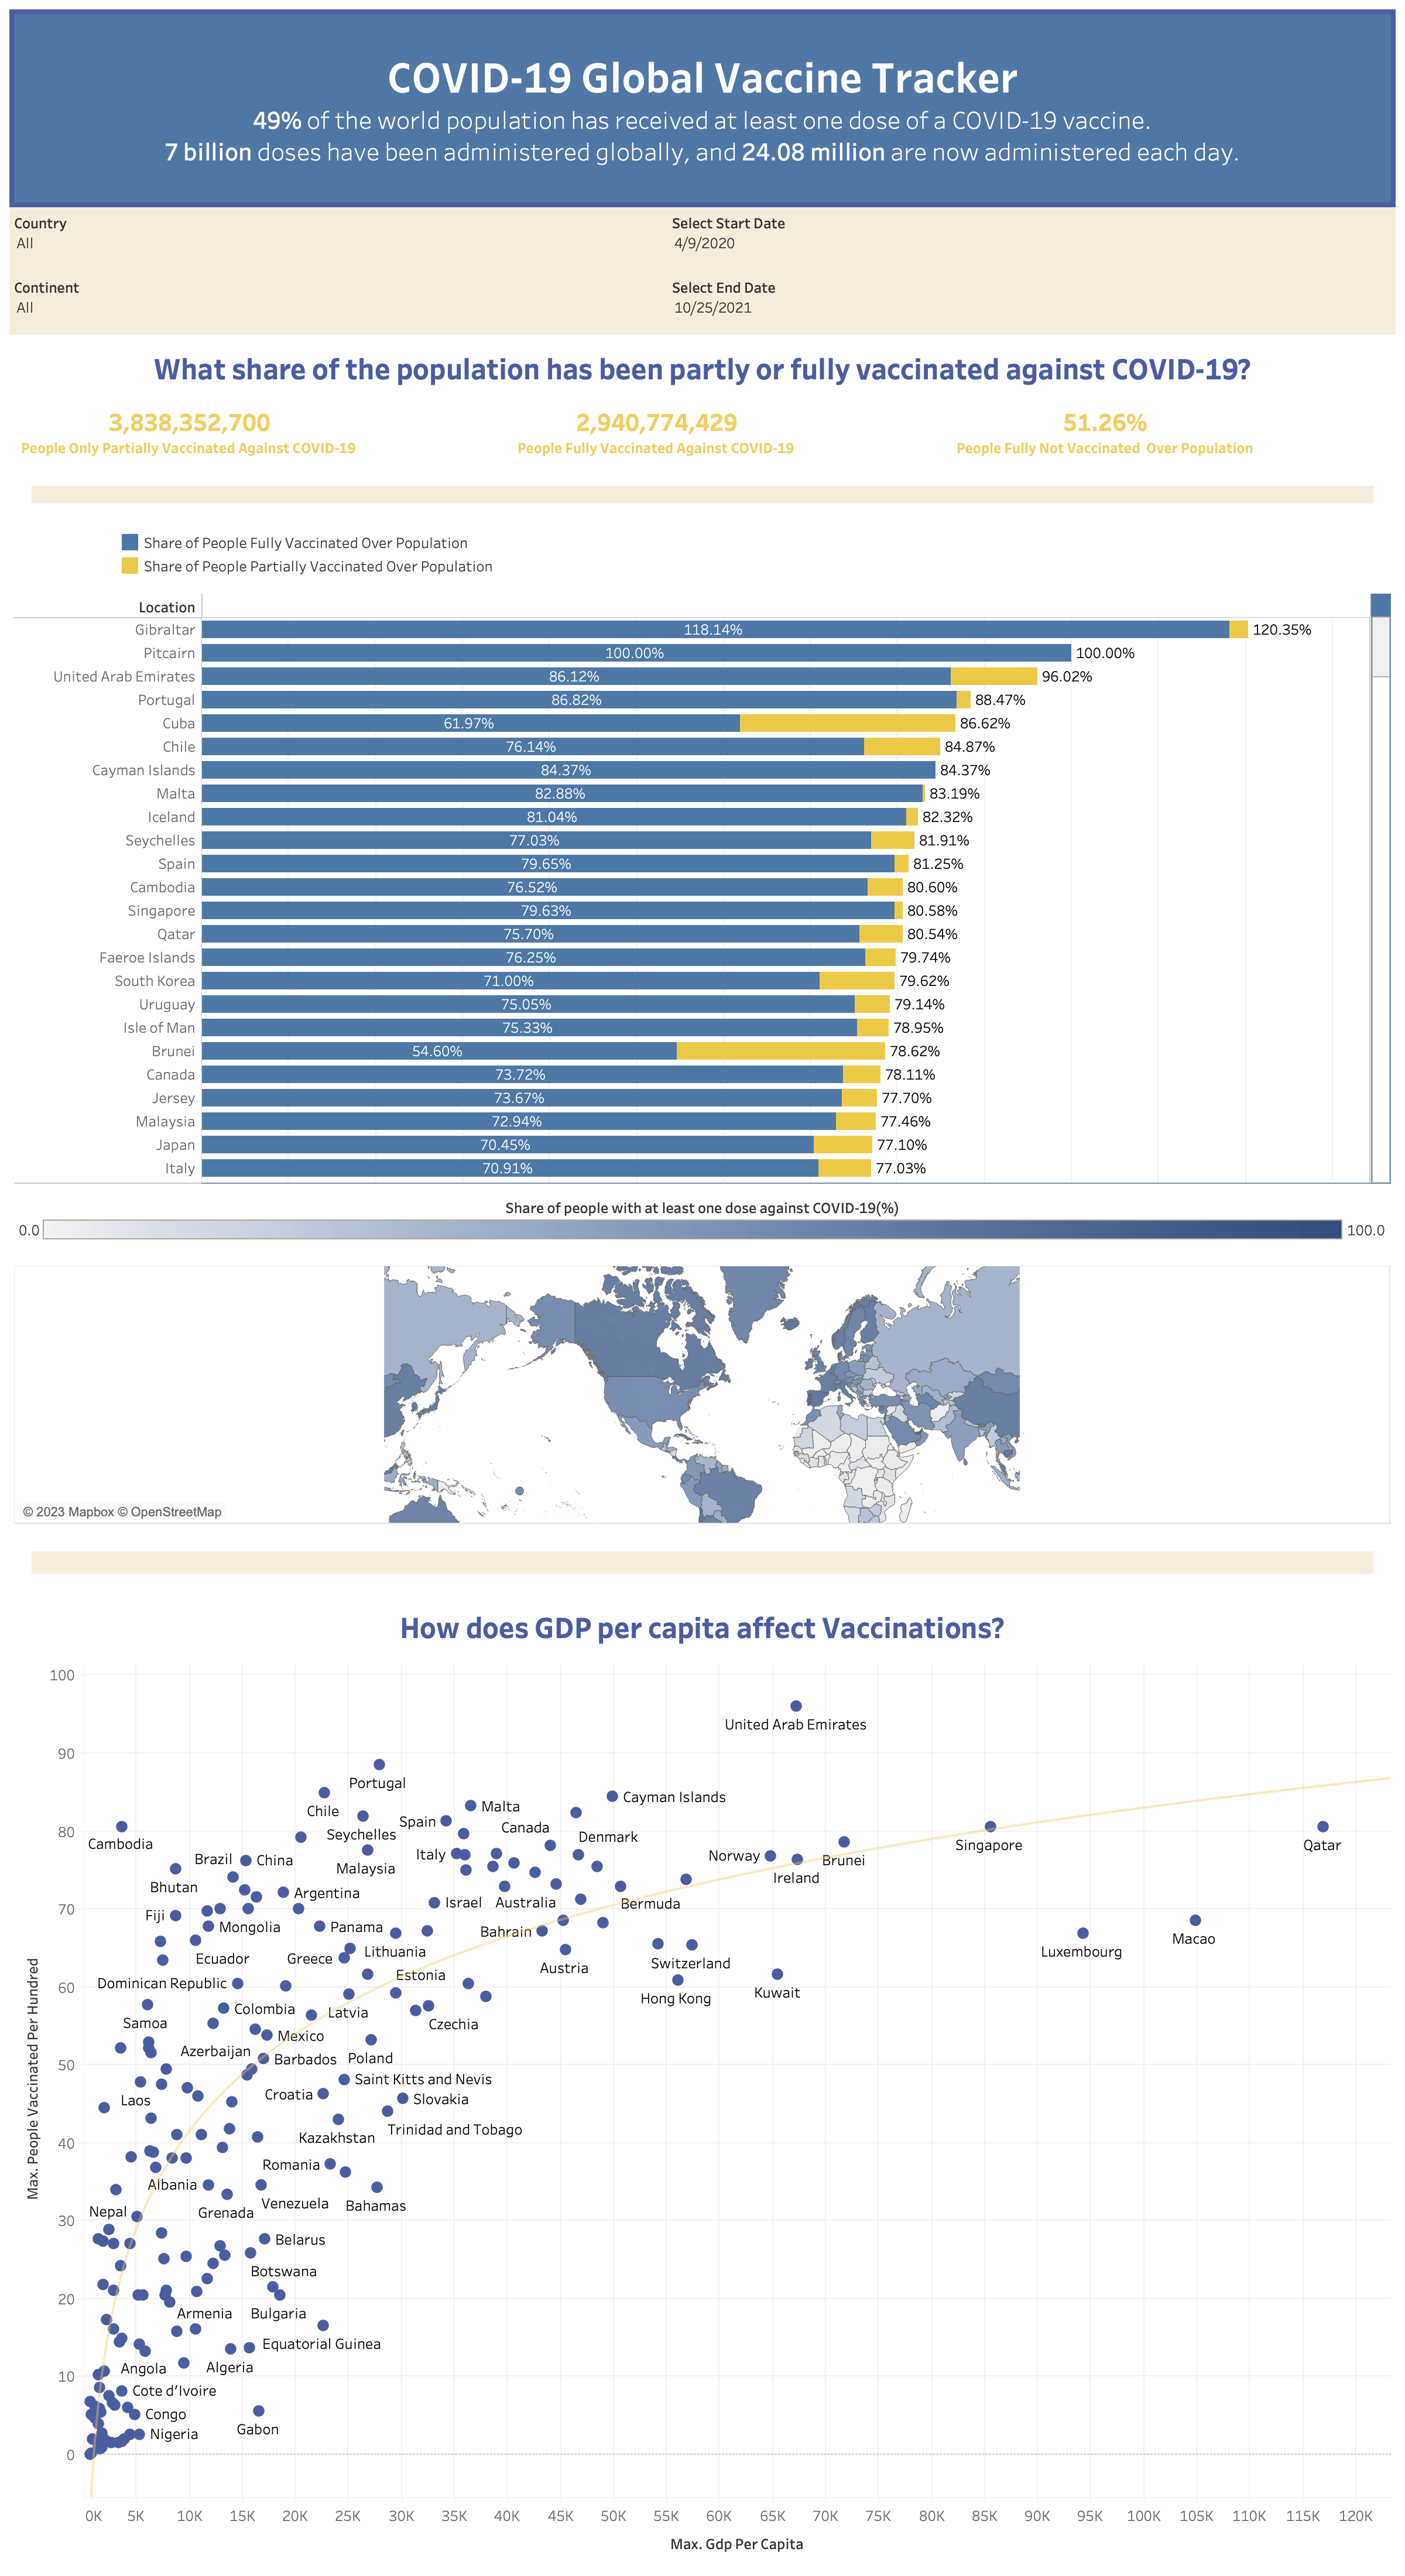 COVID-19 Global Vaccine Tracker
49% of the world population has received at least one dose of a COVID-19 vaccine.
7 billion doses have been administered globally, and 24.08 million are now administered each day.
Country
All
Select Start Date
4/9/2020
Continent
All
Select End Date
10/25/2021
What share of the population has been partly or fully vaccinated against COVID-19?
3,838,352,700
People Only Partially Vaccinated Against COVID-19
2,940,774,429
People Fully Vaccinated Against COVID-19
51.26%
People Fully Not Vaccinated  Over Population
Share of People Fully Vaccinated Over Population
Share of People Partially Vaccinated Over Population
Location
Gibraltar 118.14% 120.35%
Pitcairn 100.00% 100.00%
United Arab Emirates 86.12% 96.02%
Portugal 86.82% 88.47%
Cuba 61.97% 86.62%
Chile 76.14% 84.87%
Cayman Islands 84.37% 84.37%
Malta 82.88% 83.19%
Iceland 81.04% 82.32%
Seychelles 77.03% 81.91%
Spain 79.65% 81.25%
Cambodia 76.52% 80.60%
Singapore 79.63% 80.58%
Qatar 75.70% 80.54%
Faeroe Islands 76.25% 79.74%
South Korea 71.00% 79.62%
Uruguay 75.05% 79.14%
Isle of Man 75.33% 78.95%
Brunei 54.60% 78.62%
Canada 73.72% 78.11%
Jersey 73.67% 77.70%
Malaysia 72.94% 77.46%
Japan 70.45% 77.10%
Italy 70.91% 77.03%
Share of people with at least one dose against COVID-19(%)
0.0 100.0
© 2023 Mapbox © OpenStreetMap
How does GDP per capita affect Vaccinations?
Max. People Vaccinated Per Hundred
100
90
80
70
60
50
40
30
20
10
0
United Arab Emirates
Portugal
Cayman Islands
Malta
Chile
Spain
Canada
Seychelles
Denmark
Cambodia
Singapore
Qatar
Italy
Norway
Brunei
Brazil
China
Malaysia
Ireland
Bhutan
Argentina
Israel
Australia
Bermuda
Fiji
Mongolia
Panama
Bahrain
Macao
Luxembourg
Lithuania
Ecuador
Greece
Switzerland
Austria
Estonia
Dominican Republic
Kuwait
Hong Kong
Colombia
Latvia
Samoa
Czechia
Mexico
Azerbaijan
Barbados
Poland
Saint Kitts and Nevis
Croatia
Slovakia
Laos
Trinidad and Tobago
Kazakhstan
Romania
Albania
Venezuela
Bahamas
Nepal
Grenada
Belarus
Botswana
Armenia
Bulgaria
Equatorial Guinea
Angola
Algeria
Cote d'Ivoire
Congo
Gabon
Nigeria
0K 5K 10K 15K 20K 25K 30K 35K 40K 45K 50K 55K 60K 65K 70K 75K 80K 85K 90K 95K 100K 105K 110K 115K 120K
Max. Gdp Per Capita